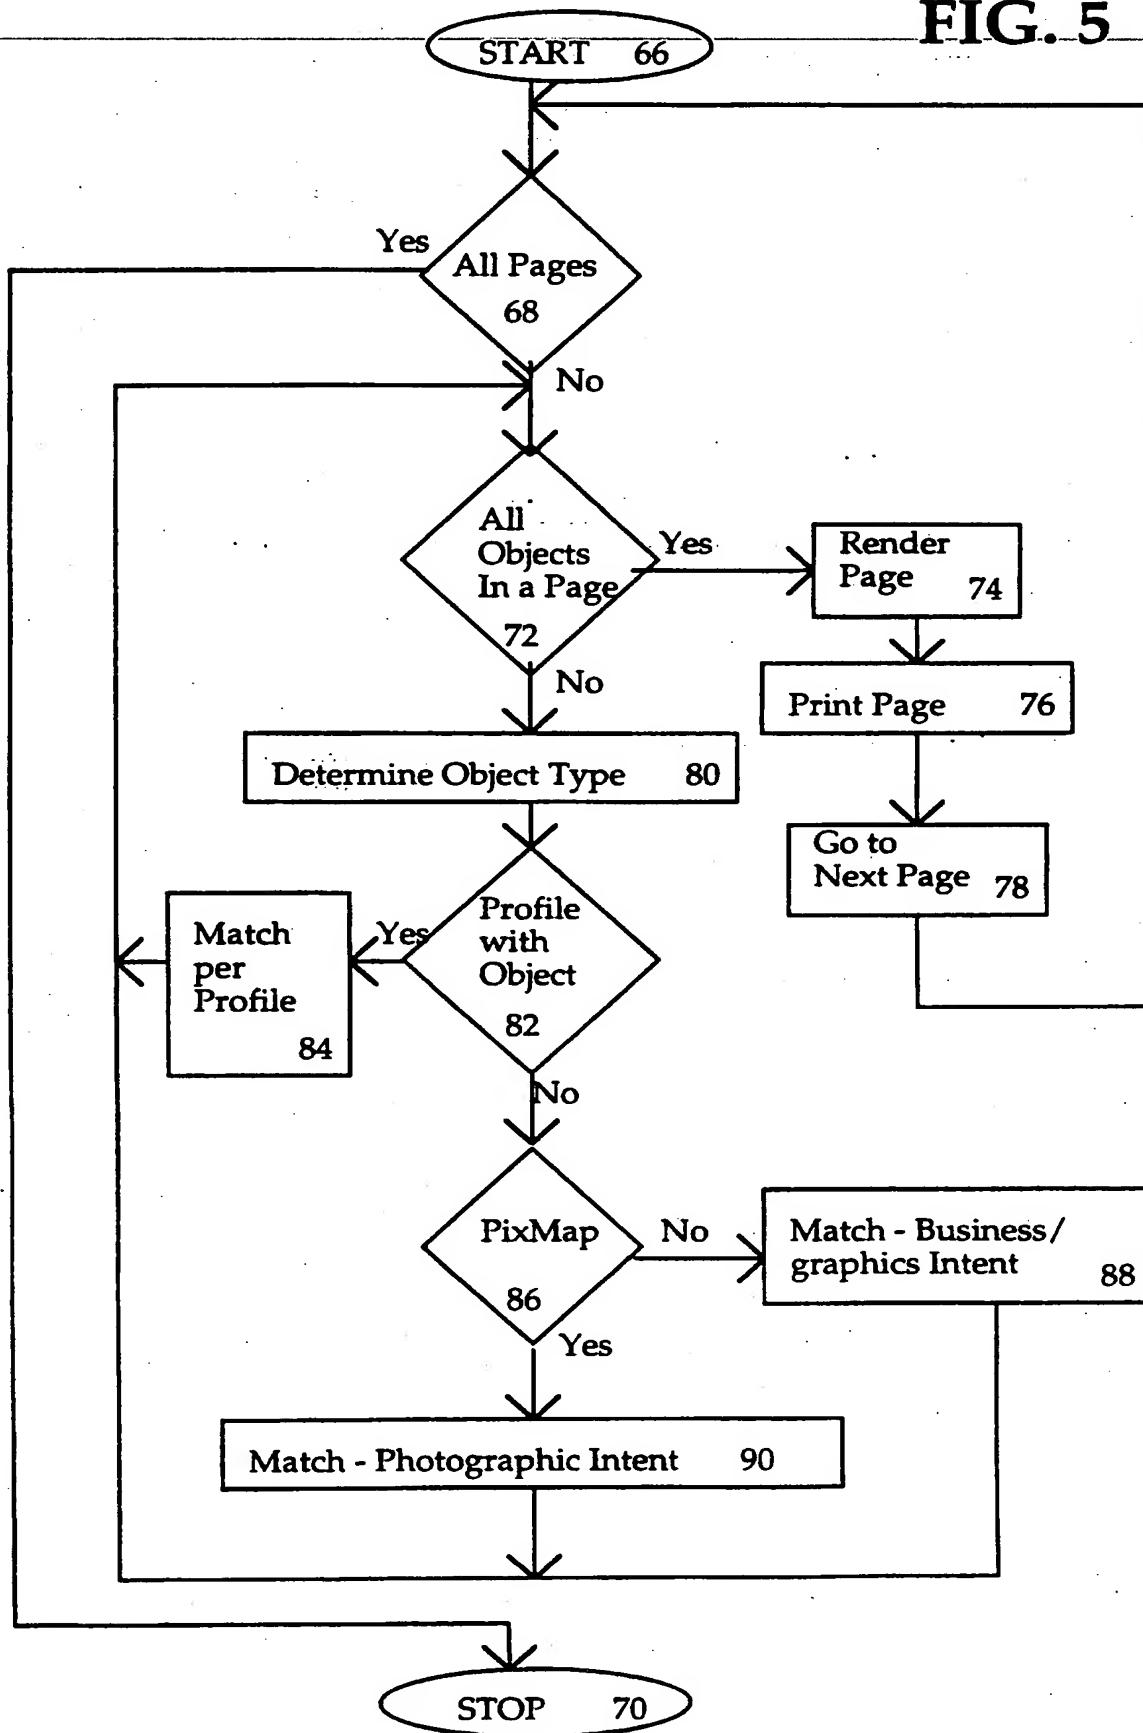 FIG. 5
START 66
Yes
All Pages
68
No
All
Objects
In a Page
72
Yes
Render
Page
74
No
Print Page 76
Determine Object Type 80
Go to
Next Page
78
Profile
with
Object
82
Yes
Match
per
Profile
84
No
PixMap
86
No
Match - Business/
graphics Intent
88
Yes
Match - Photographic Intent 90
STOP 70